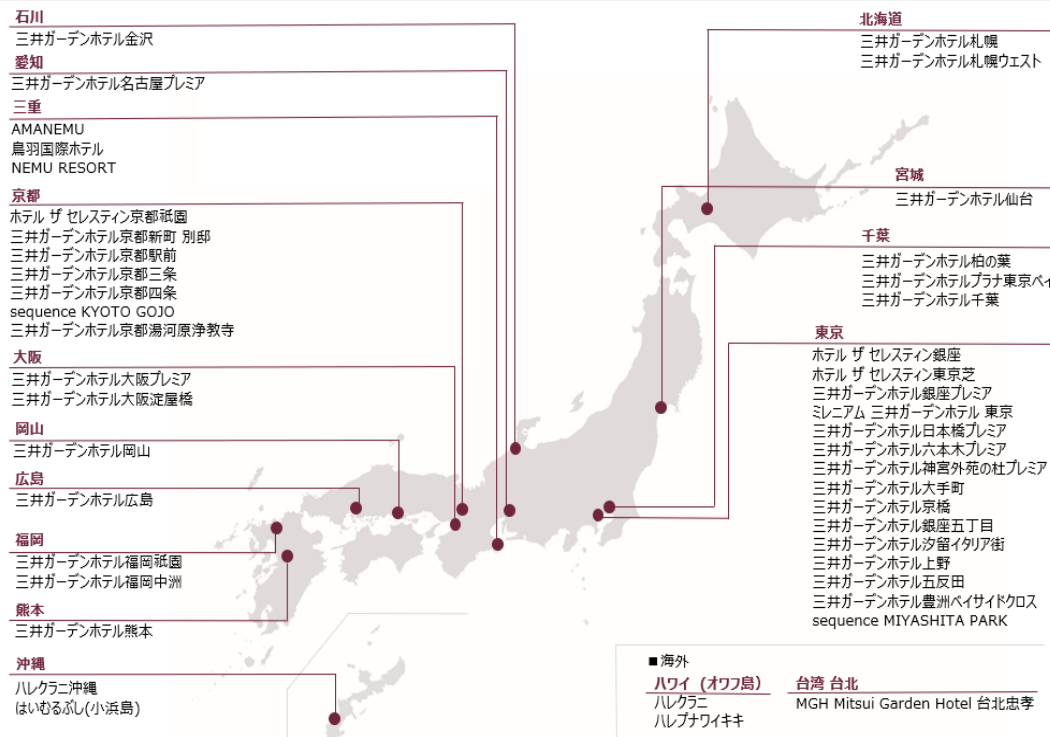 石川
三井ガーデンホテル金沢
愛知
三井ガーデンホテル名古屋プレミア
三重
AMANEMU
鳥羽国際ホテル
NEMU RESORT
京都
ホテル ザ セレスティン京都祇園
三井ガーデンホテル京都新町 別邸
三井ガーデンホテル京都駅前
三井ガーデンホテル京都三条
三井ガーデンホテル京都四条
sequence KYOTO GOJO
三井ガーデンホテル京都湯河原浄教寺
大阪
三井ガーデンホテル大阪プレミア
三井ガーデンホテル大阪淀屋橋
岡山
三井ガーデンホテル岡山
広島
三井ガーデンホテル広島
福岡
三井ガーデンホテル福岡祇園
三井ガーデンホテル福岡中洲
熊本
三井ガーデンホテル熊本
沖縄
ハレクラニ沖縄
はいむるぶし(小浜島)
北海道
三井ガーデンホテル札幌
三井ガーデンホテル札幌ウエスト
宮城
三井ガーデンホテル仙台
千葉
三井ガーデンホテル柏の葉
三井ガーデンホテルプラナ東京ベイ
三井ガーデンホテル千葉
東京
ホテル ザ セレスティン銀座
ホテル ザ セレスティン東京芝
三井ガーデンホテル銀座プレミア
ミレニアム 三井ガーデンホテル 東京
三井ガーデンホテル日本橋プレミア
三井ガーデンホテル六本木プレミア
三井ガーデンホテル神宮外苑の杜プレミア
三井ガーデンホテル大手町
三井ガーデンホテル京橋
三井ガーデンホテル銀座五丁目
三井ガーデンホテル汐留イタリア街
三井ガーデンホテル上野
三井ガーデンホテル五反田
三井ガーデンホテル豊洲ベイサイドクロス
sequence MIYASHITA PARK
■海外
ハワイ (オワフ島)
ハレクラニ
ハレプナワイキキ
台湾 台北
MGH Mitsui Garden Hotel 台北忠孝